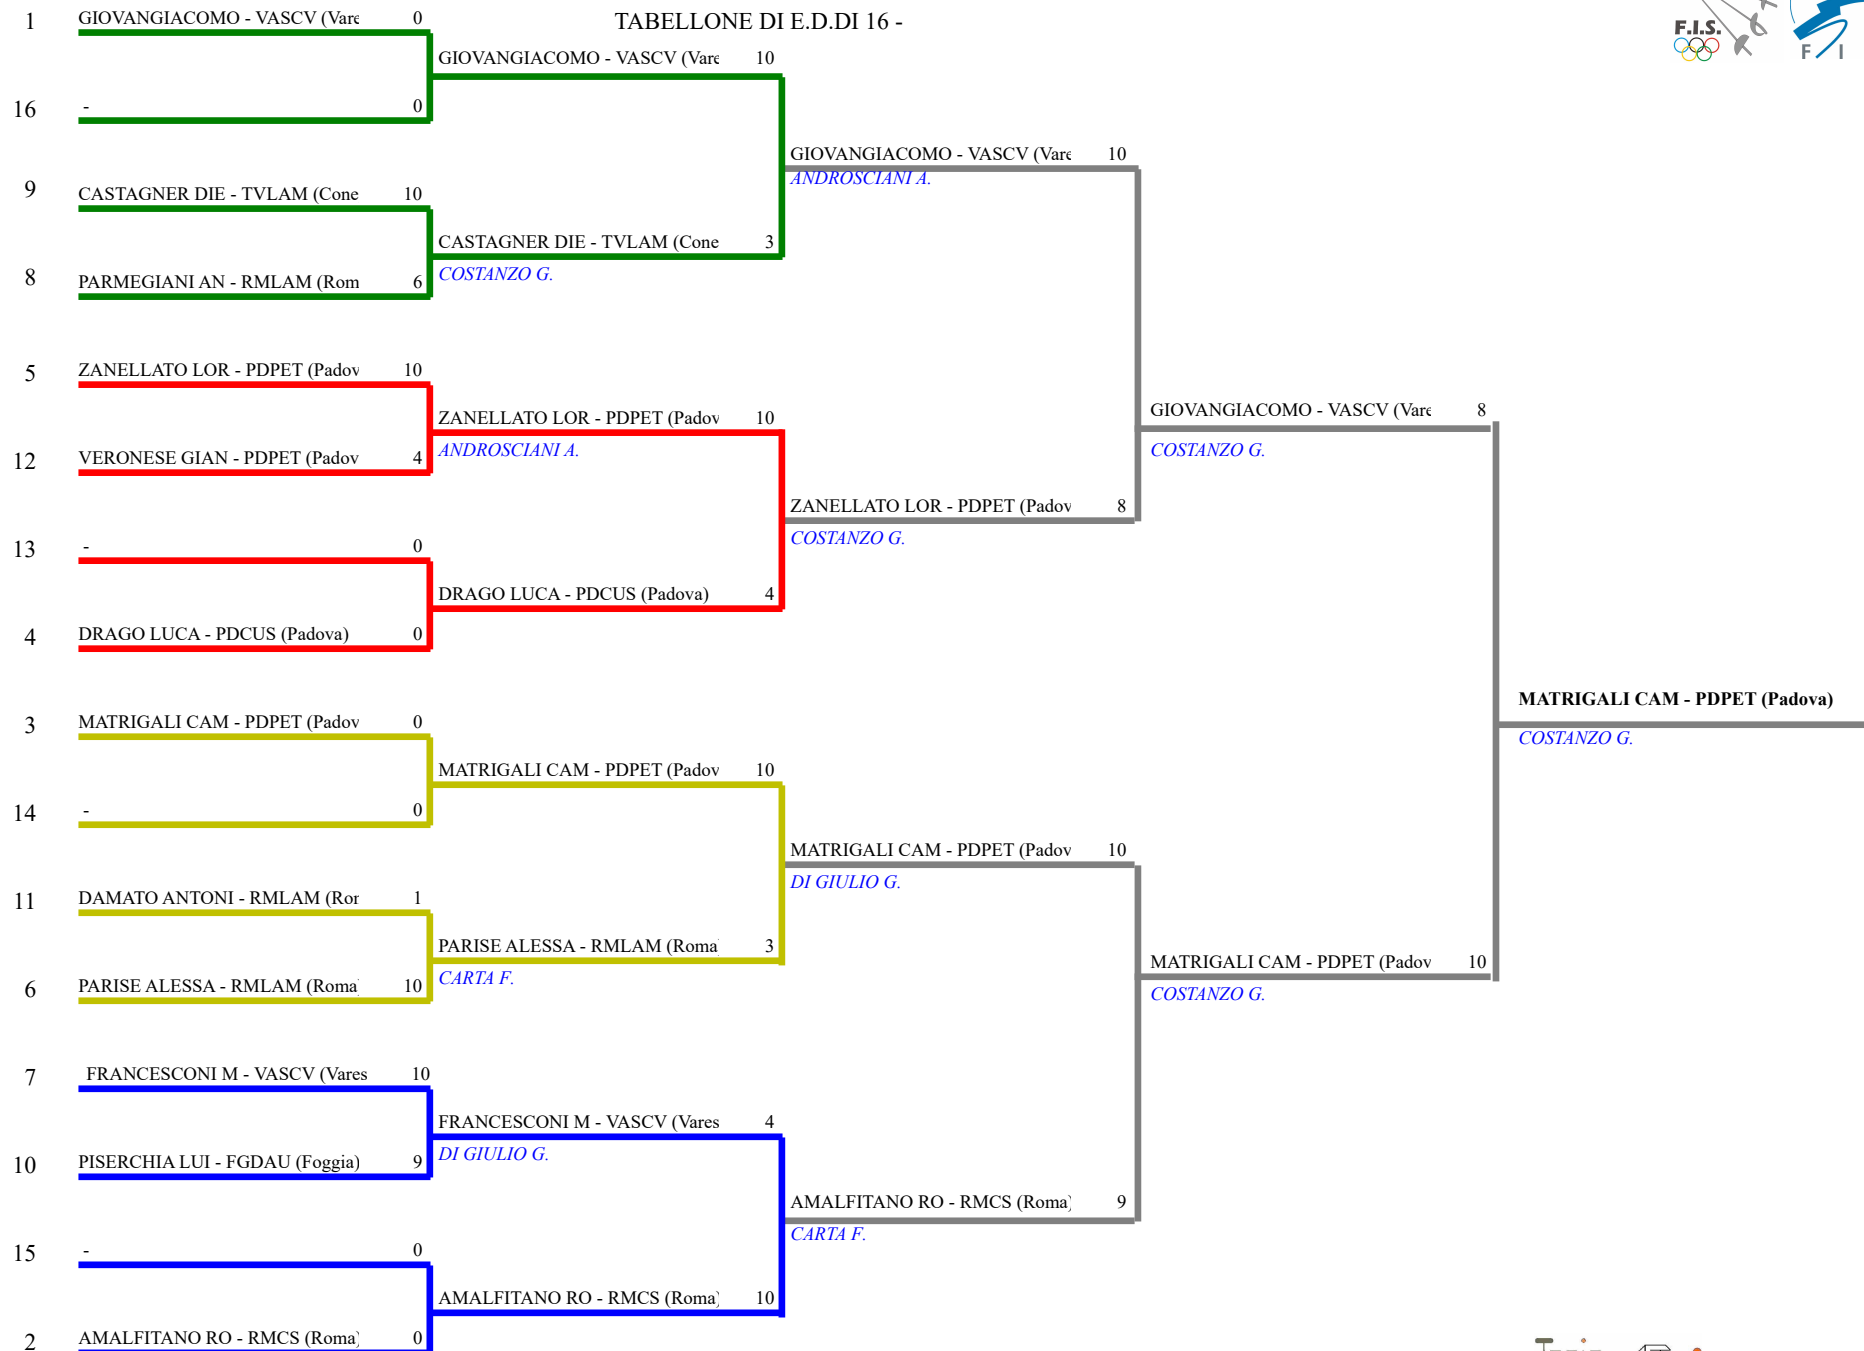 TABELLONE DI E.D.DI 16 -
F.I.S.
F I
1 GIOVANGIACOMO - VASCV (Vare 0
GIOVANGIACOMO - VASCV (Vare 10
16 - 0
GIOVANGIACOMO - VASCV (Vare 10
ANDROSCIANI A.
9 CASTAGNER DIE - TVLAM (Cone 10
CASTAGNER DIE - TVLAM (Cone 3
COSTANZO G.
8 PARMEGIANI AN - RMLAM (Rom 6
5 ZANELLATO LOR - PDPET (Padov 10
GIOVANGIACOMO - VASCV (Vare 8
COSTANZO G.
ZANELLATO LOR - PDPET (Padov 10
ANDROSCIANI A.
12 VERONESE GIAN - PDPET (Padov 4
ZANELLATO LOR - PDPET (Padov 8
COSTANZO G.
13 - 0
DRAGO LUCA - PDCUS (Padova) 4
4 DRAGO LUCA - PDCUS (Padova) 0
MATRIGALI CAM - PDPET (Padova)
COSTANZO G.
3 MATRIGALI CAM - PDPET (Padov 0
MATRIGALI CAM - PDPET (Padov 10
14 - 0
MATRIGALI CAM - PDPET (Padov 10
DI GIULIO G.
11 DAMATO ANTONI - RMLAM (Ror 1
PARISE ALESSA - RMLAM (Roma 3
CARTA F.
MATRIGALI CAM - PDPET (Padov 10
COSTANZO G.
6 PARISE ALESSA - RMLAM (Roma 10
7 FRANCESCONI M - VASCV (Vares 10
FRANCESCONI M - VASCV (Vares 4
DI GIULIO G.
10 PISERCHIA LUI - FGDAU (Foggia) 9
AMALFITANO RO - RMCS (Roma) 9
CARTA F.
15 - 0
AMALFITANO RO - RMCS (Roma) 10
2 AMALFITANO RO - RMCS (Roma) 0